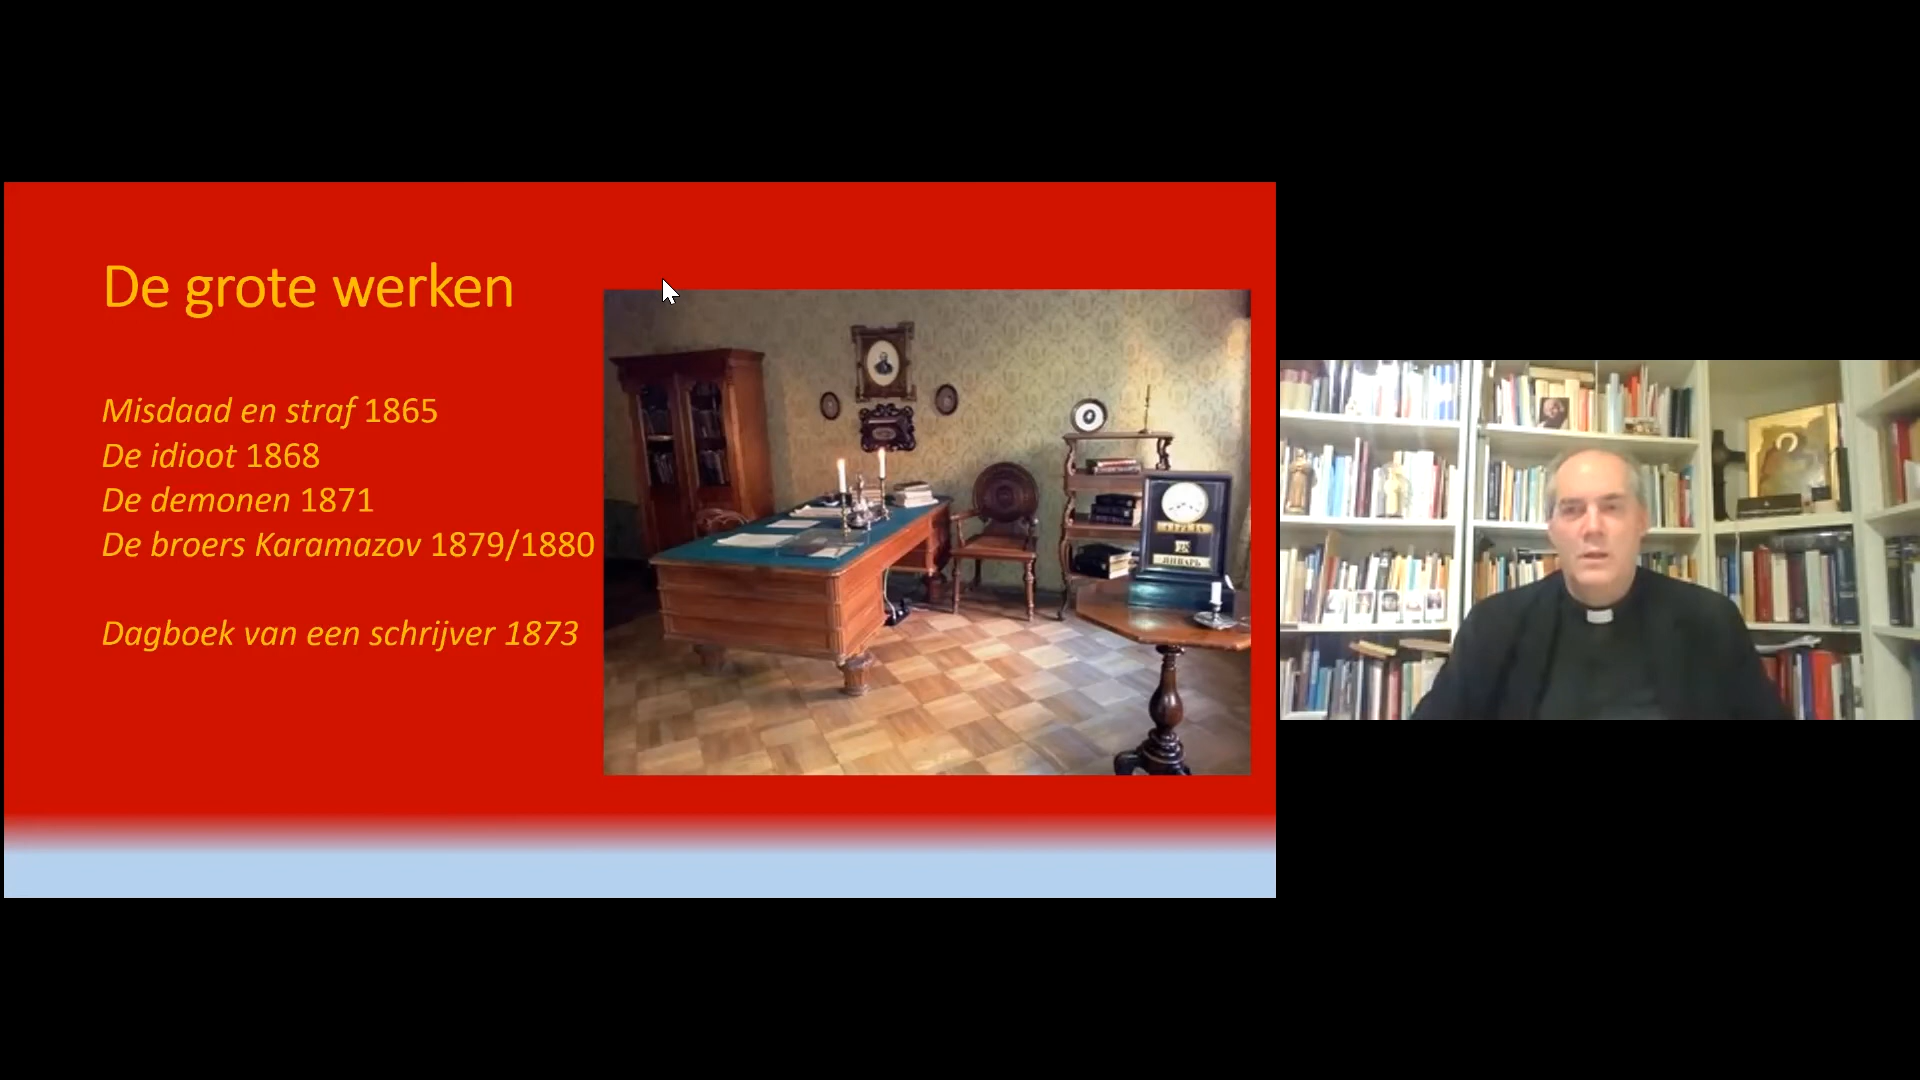 De grote werken
Misdaad en straf 1865
De idioot 1868
De demonen 1871
De broers Karamazov 1879/1880
Dagboek van een schrijver 1873
ЯНВАРЬ